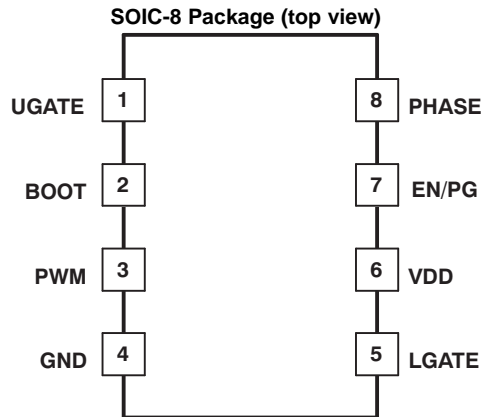 SOIC-8 Package (top view)
UGATE 1 8 PHASE
BOOT 2 7 EN/PG
PWM 3 6 VDD
GND 4 5 LGATE